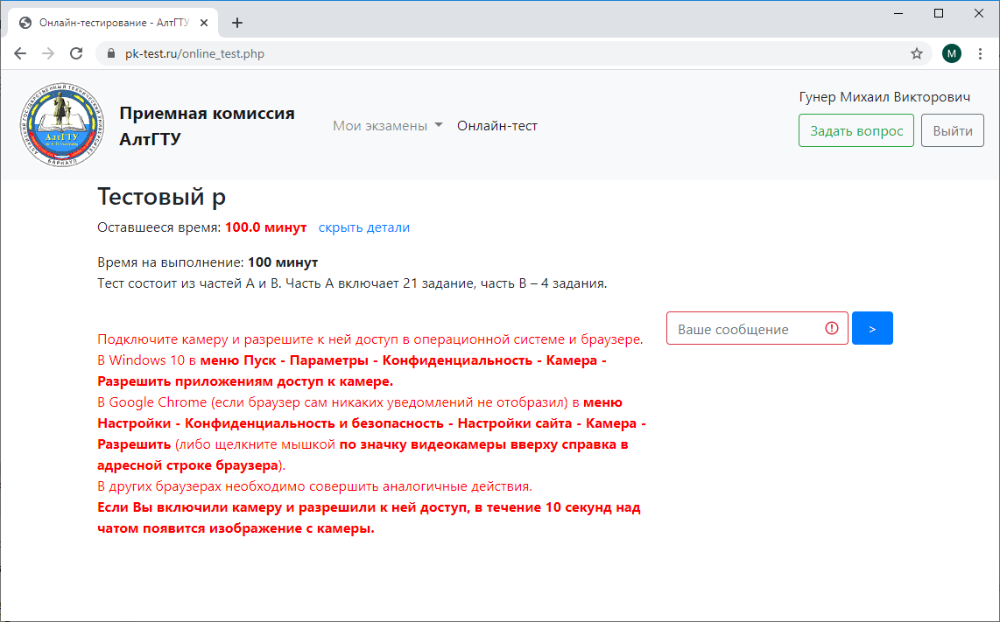 Онлайн-тестирование - АлтГТУ
pk-test.ru/online_test.php
M
АЛТАЙСКИЙ ГОСУДАРСТВЕННЫЙ ТЕХНИЧЕСКИЙ УНИВЕРСИТЕТ
АлтГТУ
БАРНАУЛ
Приемная комиссия
АлтГТУ
Мои экзамены
Онлайн-тест
Гунер Михаил Викторович
Задать вопрос
Выйти
Тестовый р
Оставшееся время: 100.0 минут скрыть детали
Время на выполнение: 100 минут
Тест состоит из частей А и В. Часть А включает 21 задание, часть В – 4 задания.
Ваше сообщение
>
Подключите камеру и разрешите к ней доступ в операционной системе и браузере.
В Windows 10 в меню Пуск - Параметры - Конфиденциальность - Камера -
Разрешить приложениям доступ к камере.
В Google Chrome (если браузер сам никаких уведомлений не отобразил) в меню
Настройки - Конфиденциальность и безопасность - Настройки сайта - Камера -
Разрешить (либо щелкните мышкой по значку видеокамеры вверху справка в
адресной строке браузера).
В других браузерах необходимо совершить аналогичные действия.
Если Вы включили камеру и разрешили к ней доступ, в течение 10 секунд над
чатом появится изображение с камеры.